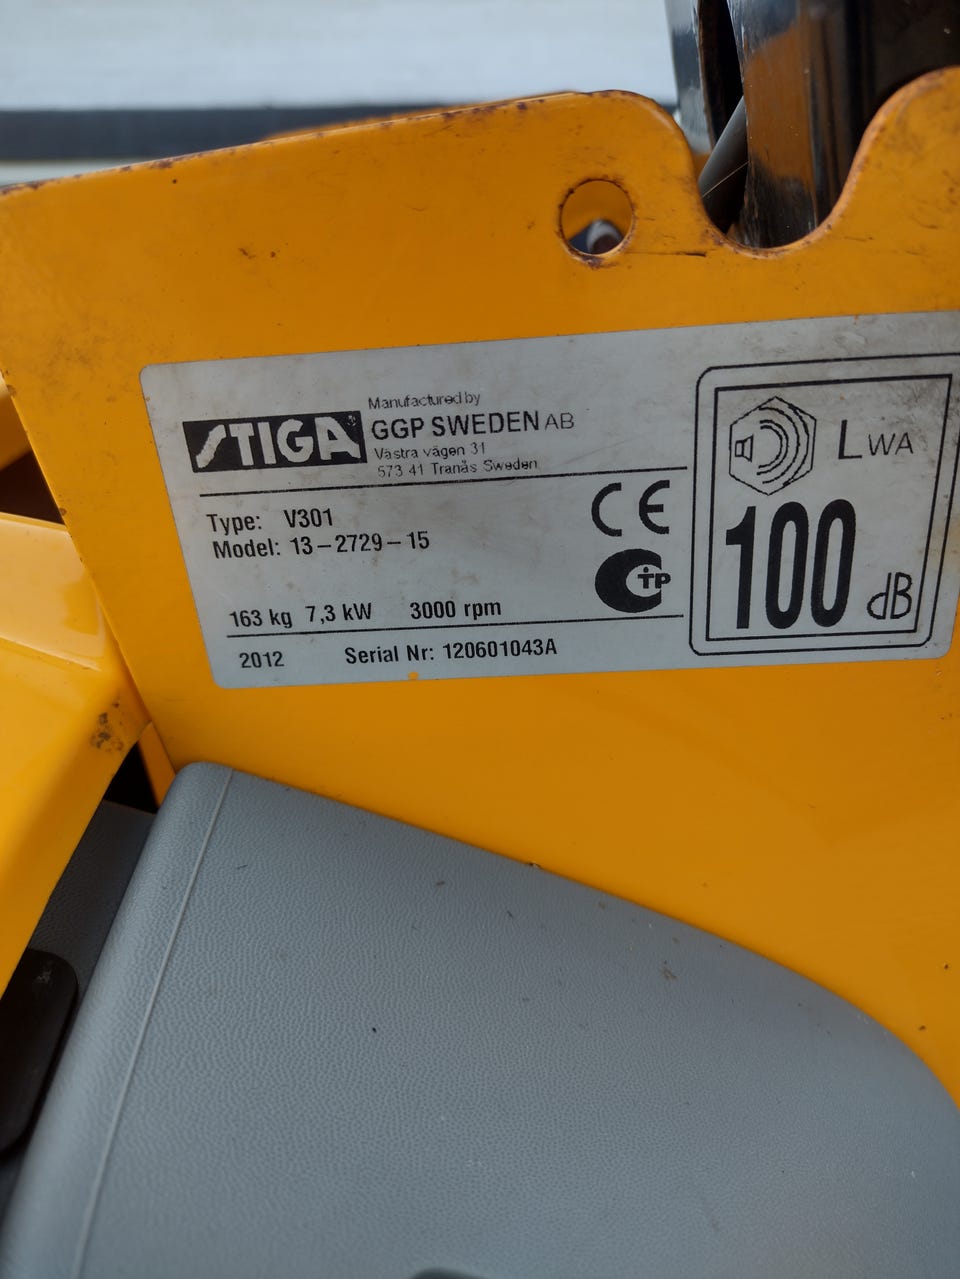 STIGA
Manufactured by
GGP SWEDEN AB
Västra vägen 31
573 41 Tranås Sweden
Type: V301
Model: 13-2729-15
CE
TP
163 kg 7,3 kW 3000 rpm
2012 Serial Nr: 120601043A
LWA
100
dB